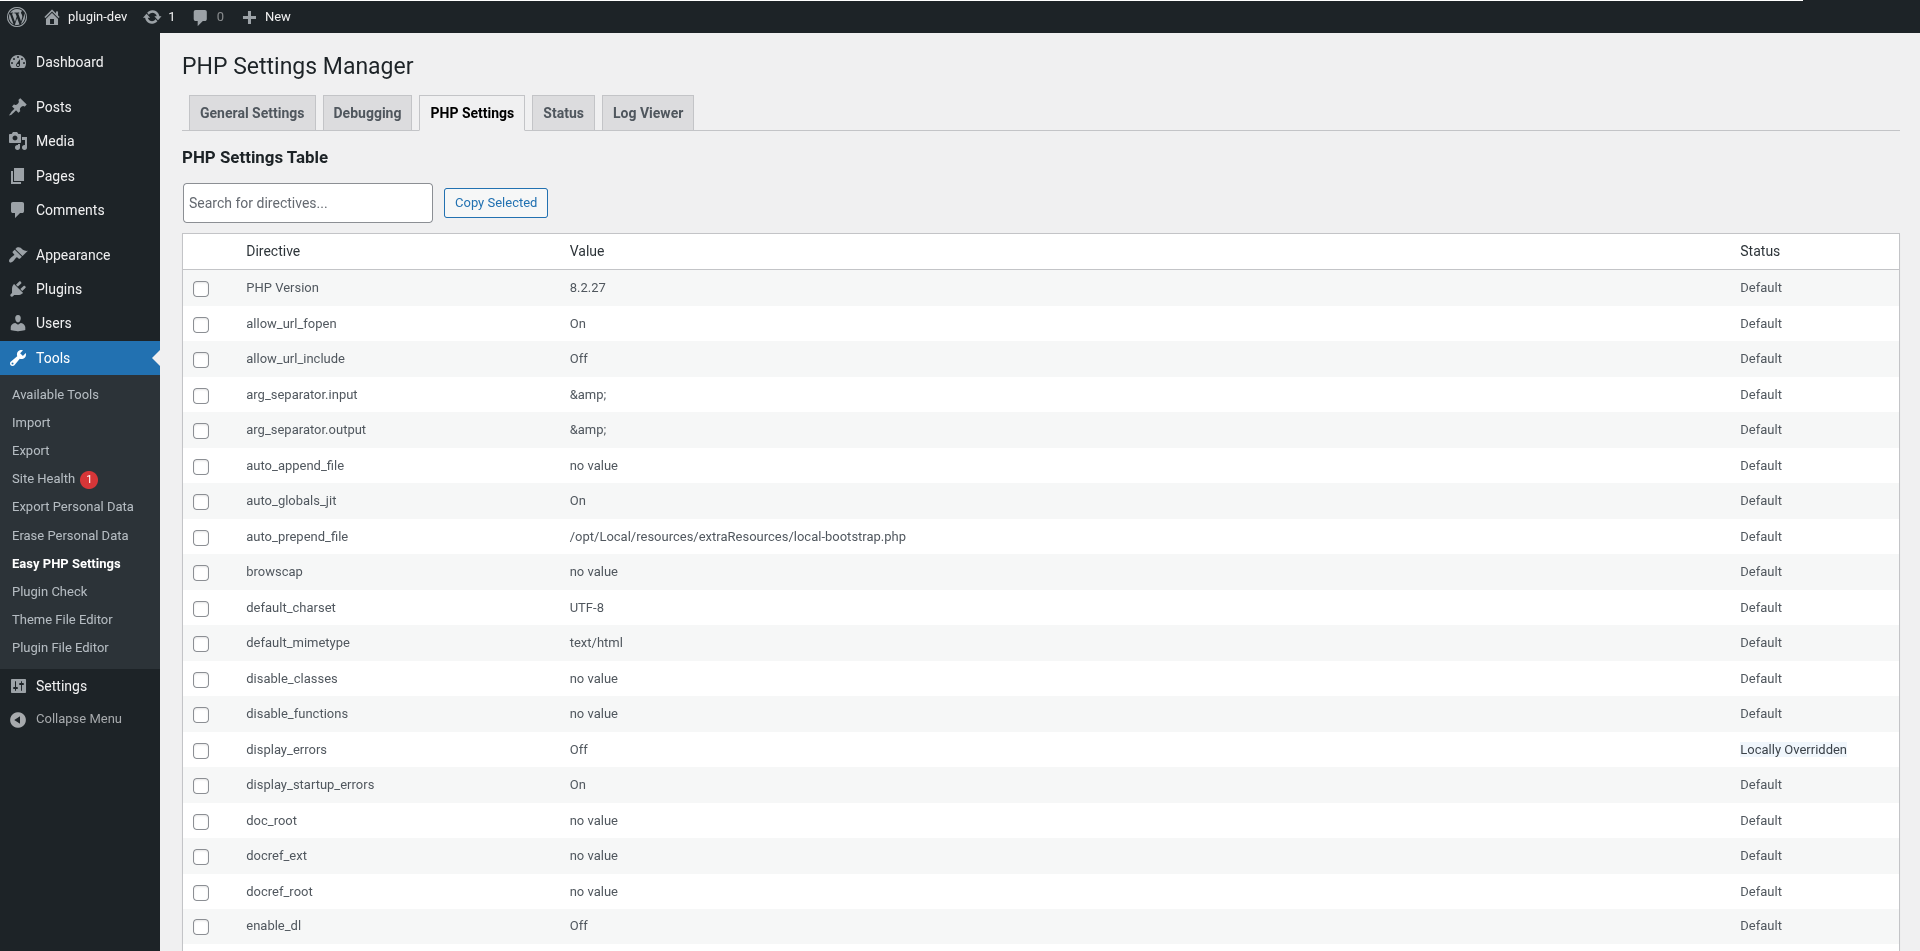 plugin-dev 1 0 New
Dashboard
Posts
Media
Pages
Comments
Appearance
Plugins
Users
Tools
Available Tools
Import
Export
Site Health 1
Export Personal Data
Erase Personal Data
Easy PHP Settings
Plugin Check
Theme File Editor
Plugin File Editor
Settings
Collapse Menu
PHP Settings Manager
General Settings Debugging PHP Settings Status Log Viewer
PHP Settings Table
Search for directives... Copy Selected
Directive Value Status
PHP Version 8.2.27 Default
allow_url_fopen On Default
allow_url_include Off Default
arg_separator.input &amp; Default
arg_separator.output &amp; Default
auto_append_file no value Default
auto_globals_jit On Default
auto_prepend_file /opt/Local/resources/extraResources/local-bootstrap.php Default
browscap no value Default
default_charset UTF-8 Default
default_mimetype text/html Default
disable_classes no value Default
disable_functions no value Default
display_errors Off Locally Overridden
display_startup_errors On Default
doc_root no value Default
docref_ext no value Default
docref_root no value Default
enable_dl Off Default